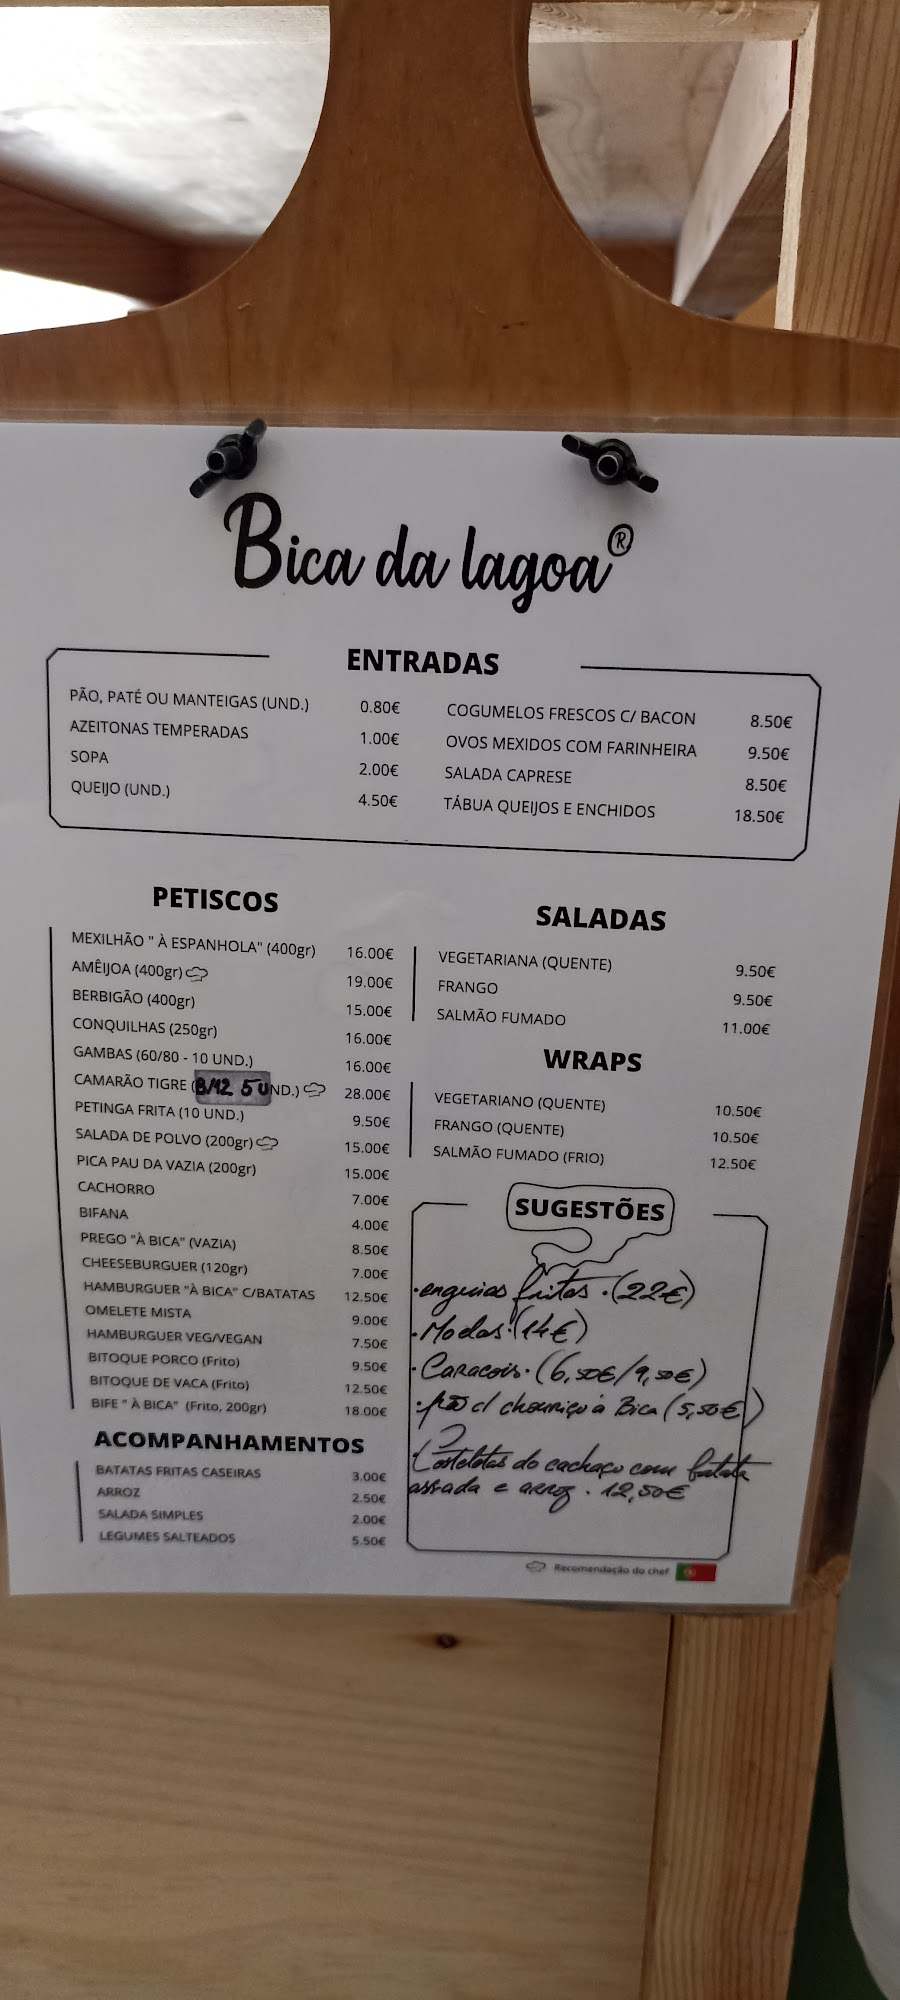 Bica da lagoa®
ENTRADAS
PÃO, PATÉ OU MANTEIGAS (UND.) 0.80€
AZEITONAS TEMPERADAS 1.00€
SOPA 2.00€
QUEIJO (UND.) 4.50€
COGUMELOS FRESCOS C/ BACON 8.50€
OVOS MEXIDOS COM FARINHEIRA 9.50€
SALADA CAPRESE 8.50€
TÁBUA QUEIJOS E ENCHIDOS 18.50€
PETISCOS
MEXILHÃO " À ESPANHOLA" (400gr) 16.00€
AMÊIJOA (400gr) 19.00€
BERBIGÃO (400gr) 15.00€
CONQUILHAS (250gr) 16.00€
GAMBAS (60/80 - 10 UND.) 16.00€
CAMARÃO TIGRE (8/12 5 UND.) 28.00€
PETINGA FRITA (10 UND.) 9.50€
SALADA DE POLVO (200gr) 15.00€
PICA PAU DA VAZIA (200gr) 15.00€
CACHORRO 7.00€
BIFANA 4.00€
PREGO "À BICA" (VAZIA) 8.50€
CHEESEBURGUER (120gr) 7.00€
HAMBURGUER "À BICA" C/BATATAS 12.50€
OMELETE MISTA 9.00€
HAMBURGUER VEG/VEGAN 7.50€
BITOQUE PORCO (Frito) 9.50€
BITOQUE DE VACA (Frito) 12.50€
BIFE " À BICA" (Frito, 200gr) 18.00€
ACOMPANHAMENTOS
BATATAS FRITAS CASEIRAS 3.00€
ARROZ 2.50€
SALADA SIMPLES 2.00€
LEGUMES SALTEADOS 5.50€
SALADAS
VEGETARIANA (QUENTE) 9.50€
FRANGO 9.50€
SALMÃO FUMADO 11.00€
WRAPS
VEGETARIANO (QUENTE) 10.50€
FRANGO (QUENTE) 10.50€
SALMÃO FUMADO (FRIO) 12.50€
SUGESTÕES
·enguias fritas · (22€)
·Moelas· (14€)
·Caracois· (6,50€/9,50€)
·pão c/ chouriço à Bica (5,50€)
·Costeletas do cachaço com batata
assada e arroz . 12,50€
Recomendação do chef